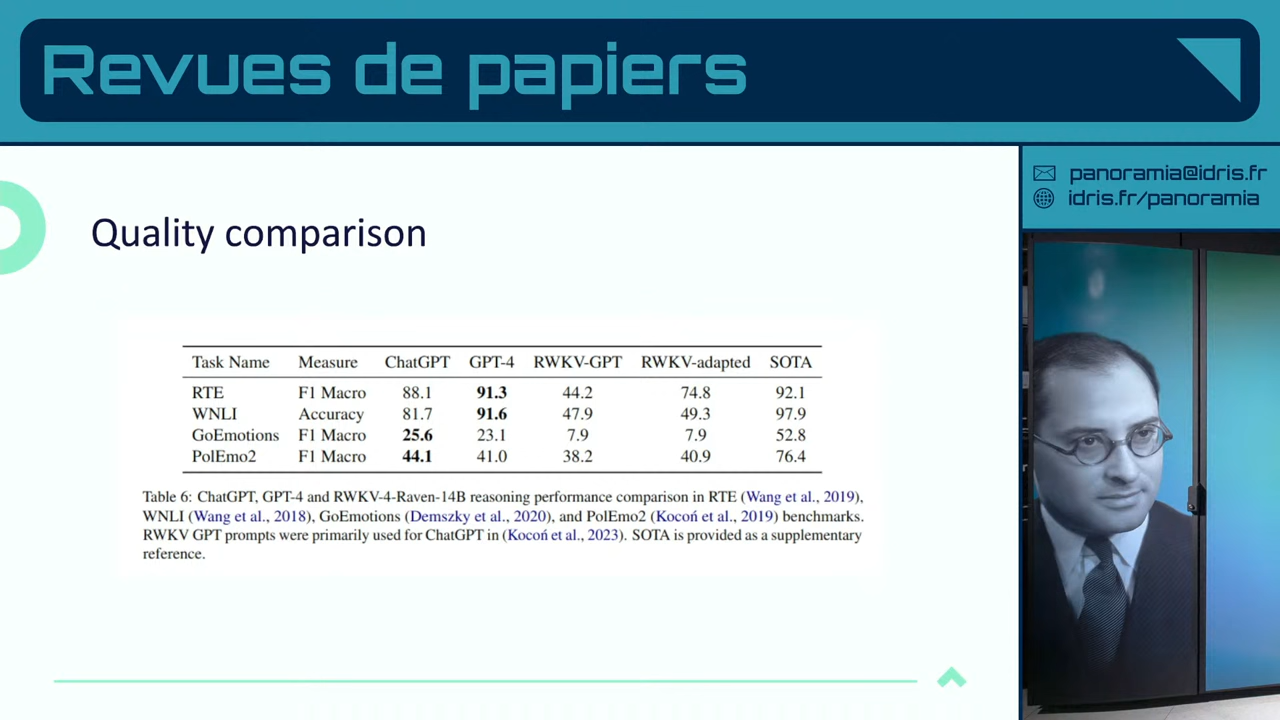 Revues de papiers
panoramia@idris.fr
idris.fr/panoramia
Quality comparison
Task Name Measure ChatGPT GPT-4 RWKV-GPT RWKV-adapted SOTA
RTE F1 Macro 88.1 91.3 44.2 74.8 92.1
WNLI Accuracy 81.7 91.6 47.9 49.3 97.9
GoEmotions F1 Macro 25.6 23.1 7.9 7.9 52.8
PolEmo2 F1 Macro 44.1 41.0 38.2 40.9 76.4
Table 6: ChatGPT, GPT-4 and RWKV-4-Raven-14B reasoning performance comparison in RTE (Wang et al., 2019),
WNLI (Wang et al., 2018), GoEmotions (Demszky et al., 2020), and PolEmo2 (Kocoń et al., 2019) benchmarks.
RWKV GPT prompts were primarily used for ChatGPT in (Kocoń et al., 2023). SOTA is provided as a supplementary
reference.